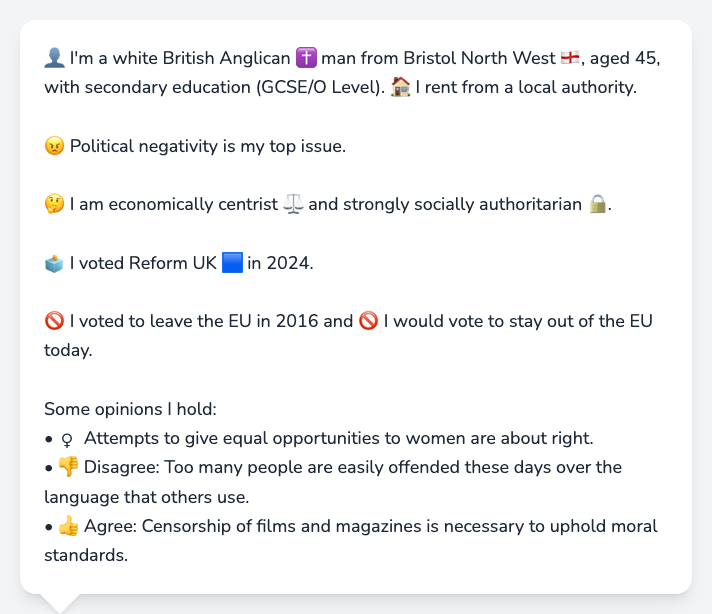 👤 I'm a white British Anglican ✝️ man from Bristol North West 🏴󠁧󠁢󠁥󠁮󠁧󠁿, aged 45,
with secondary education (GCSE/O Level). 🏠 I rent from a local authority.
😠 Political negativity is my top issue.
🤔 I am economically centrist ⚖️ and strongly socially authoritarian 🔒.
🗳️ I voted Reform UK 🟦 in 2024.
🚫 I voted to leave the EU in 2016 and 🚫 I would vote to stay out of the EU
today.
Some opinions I hold:
• ♀ Attempts to give equal opportunities to women are about right.
• 👎 Disagree: Too many people are easily offended these days over the
language that others use.
• 👍 Agree: Censorship of films and magazines is necessary to uphold moral
standards.